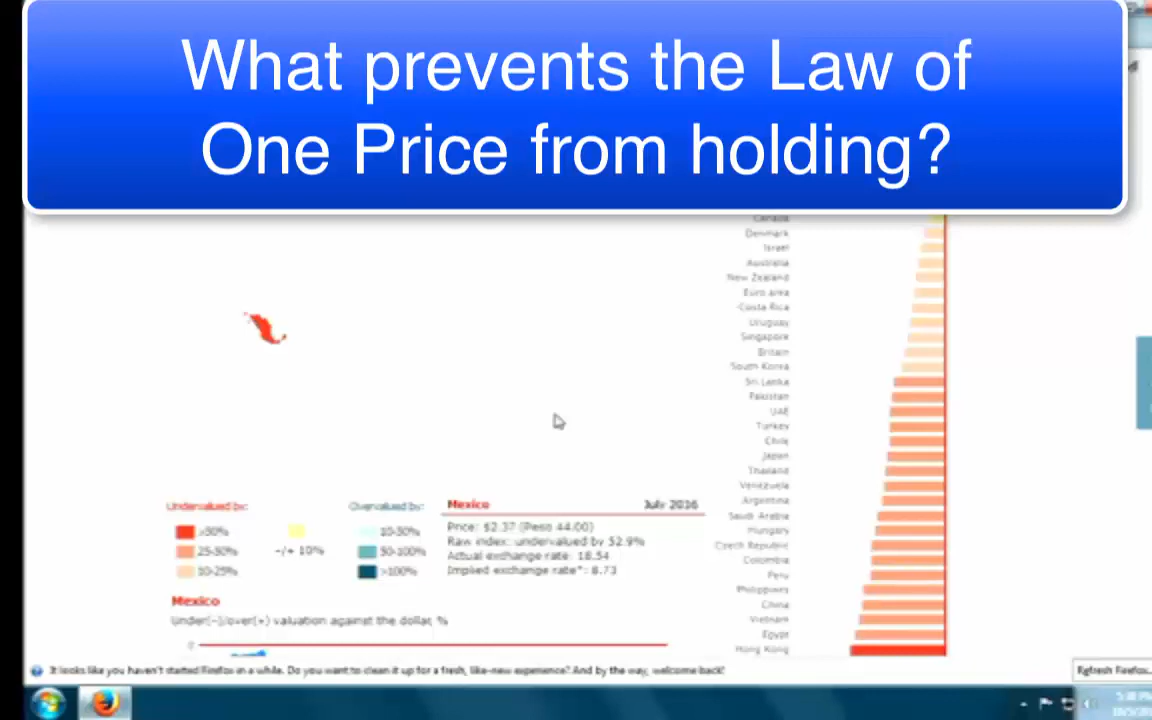 What prevents the Law of
One Price from holding?
Canada
Denmark
Israel
Australia
New Zealand
Euro area
Costa Rica
Uruguay
Singapore
Britain
South Korea
Sri Lanka
Pakistan
UAE
Turkey
Chile
Japan
Thailand
Venezuela
Argentina
Saudi Arabia
Hungary
Czech Republic
Colombia
Peru
Philippines
China
Vietnam
Egypt
Hong Kong
Undervalued by:
>50%
25-50%
10-25%
-/+ 10%
Overvalued by:
10-50%
50-100%
>100%
Mexico July 2016
Price: $2.37 (Peso 44.00)
Raw index: undervalued by 52.9%
Actual exchange rate: 18.54
Implied exchange rate*: 8.73
Mexico
Under(-)/over(+) valuation against the dollar, %
0
It looks like you haven't started Firefox in a while. Do you want to clean it up for a fresh, like-new experience? And by the way, welcome back!
Refresh Firefox...